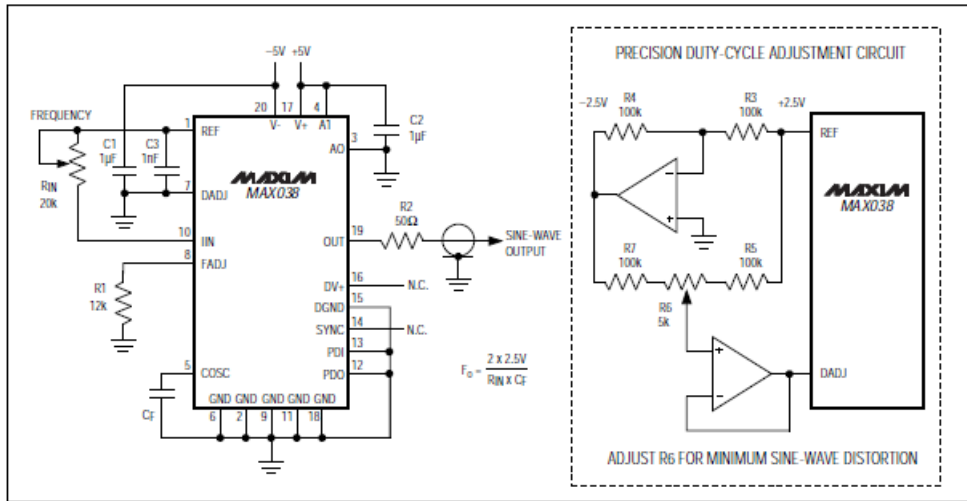 –5V +5V
20 17 4
V- V+ A1
FREQUENCY
1
REF
C1
1µF
C3
1nF
C2
1µF
3
AO
RIN
20k
7
DADJ
MAXIM
MAX038
10
IIN
8
FADJ
R1
12k
R2
50Ω
19
OUT
SINE-WAVE
OUTPUT
16
DV+
N.C.
15
DGND
14
SYNC
N.C.
13
PDI
12
PDO
5
COSC
CF
GND GND GND GND GND
6 2 9 11 18
Fo = 2 x 2.5V
RIN x CF
PRECISION DUTY-CYCLE ADJUSTMENT CIRCUIT
–2.5V
R4
100k
R3
100k
+2.5V
REF
MAXIM
MAX038
–
+
R7
100k
R6
5k
R5
100k
+
–
DADJ
ADJUST R6 FOR MINIMUM SINE-WAVE DISTORTION